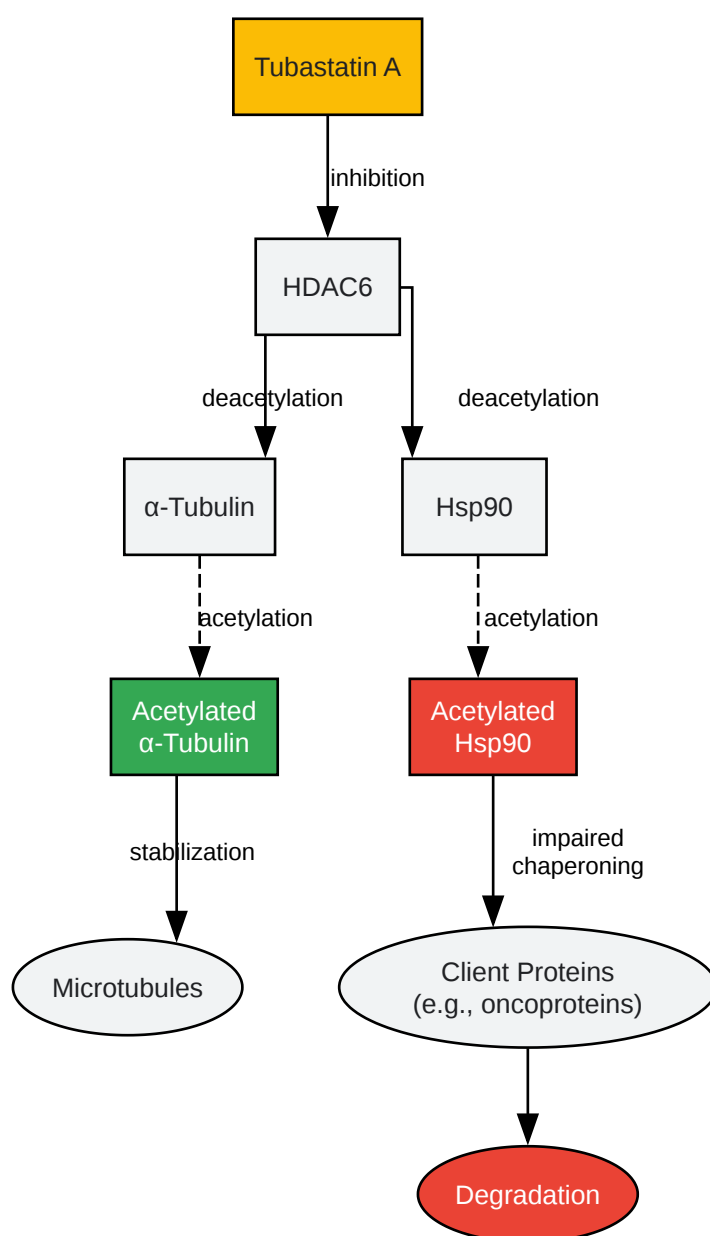 Tubastatin A
inhibition
HDAC6
deacetylation
deacetylation
α-Tubulin
Hsp90
acetylation
acetylation
Acetylated
α-Tubulin
Acetylated
Hsp90
stabilization
impaired
chaperoning
Microtubules
Client Proteins
(e.g., oncoproteins)
Degradation